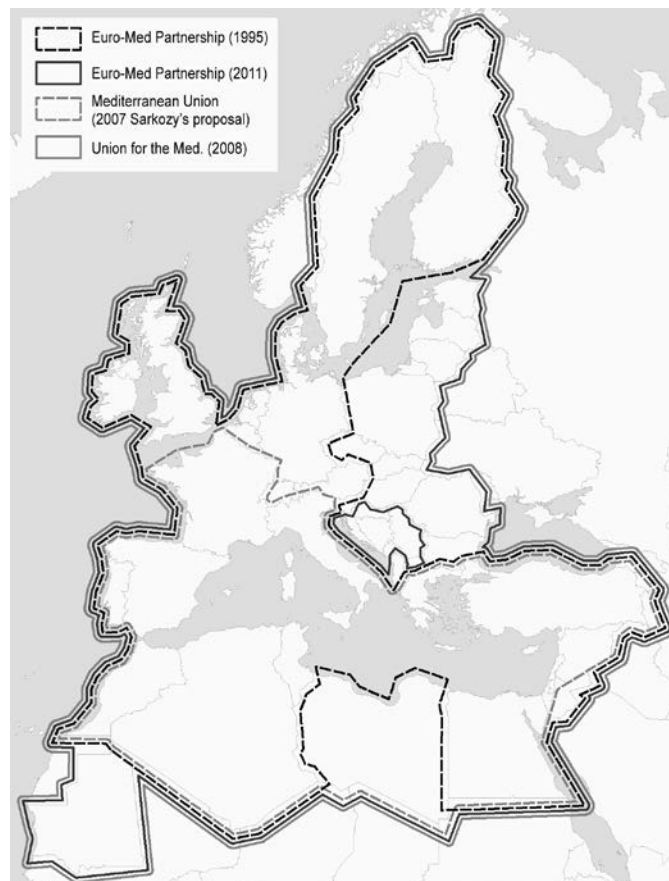 Euro-Med Partnership (1995)
Euro-Med Partnership (2011)
Mediterranean Union
(2007 Sarkozy's proposal)
Union for the Med. (2008)